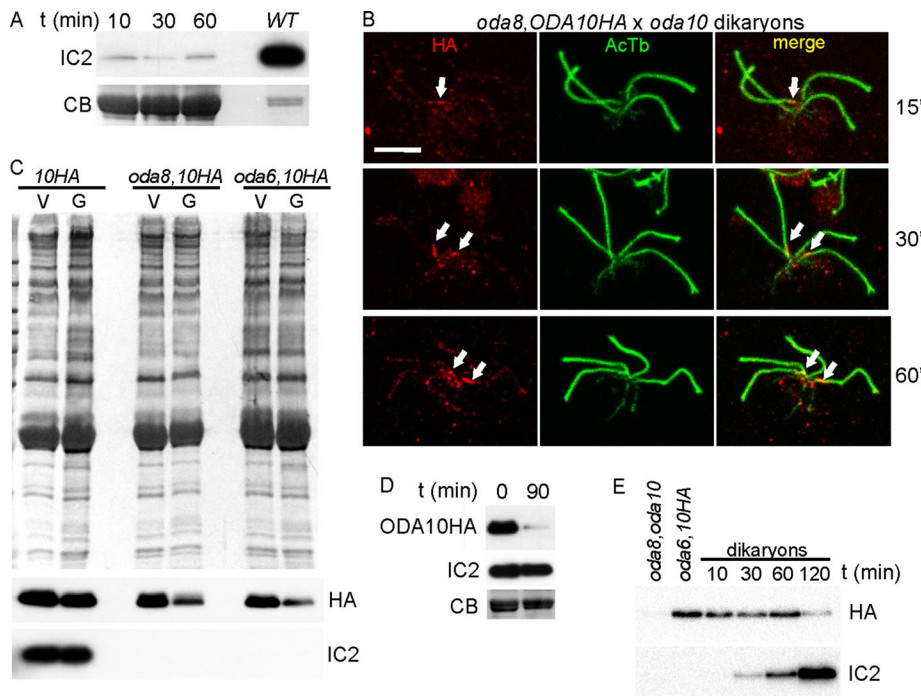 A
t (min) 10 30 60 WT
IC2
CB
B
oda8,ODA10HA x oda10 dikaryons
HA AcTb merge
15'
30'
60'
C
10HA oda8,10HA oda6,10HA
V G V G V G
HA
IC2
D
t (min) 0 90
ODA10HA
IC2
CB
E
oda8,oda10
oda6,10HA
dikaryons
10 30 60 120 t (min)
HA
IC2